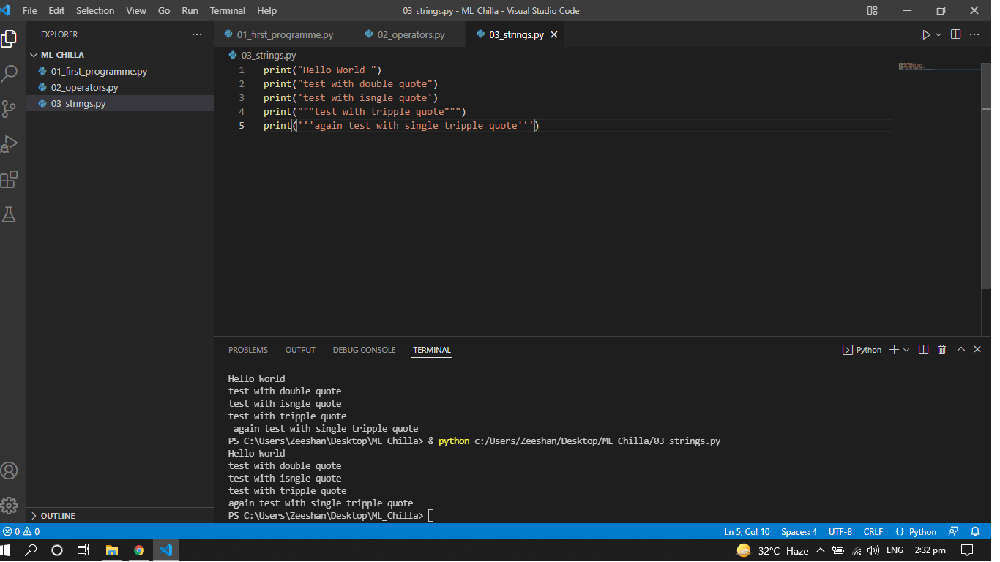 File Edit Selection View Go Run Terminal Help 03_strings.py - ML_Chilla - Visual Studio Code
EXPLORER
ML_CHILLA
01_first_programme.py
02_operators.py
03_strings.py
OUTLINE
01_first_programme.py 02_operators.py 03_strings.py
03_strings.py
1 print("Hello World ")
2 print("test with double quote")
3 print('test with isngle quote')
4 print("""test with tripple quote""")
5 print('''again test with single tripple quote''')
PROBLEMS OUTPUT DEBUG CONSOLE TERMINAL Python
Hello World
test with double quote
test with isngle quote
test with tripple quote
 again test with single tripple quote
PS C:\Users\Zeeshan\Desktop\ML_Chilla> & python c:/Users/Zeeshan/Desktop/ML_Chilla/03_strings.py
Hello World
test with double quote
test with isngle quote
test with tripple quote
again test with single tripple quote
PS C:\Users\Zeeshan\Desktop\ML_Chilla>
0 0 Ln 5, Col 10 Spaces: 4 UTF-8 CRLF {} Python
32°C Haze ENG 2:32 pm